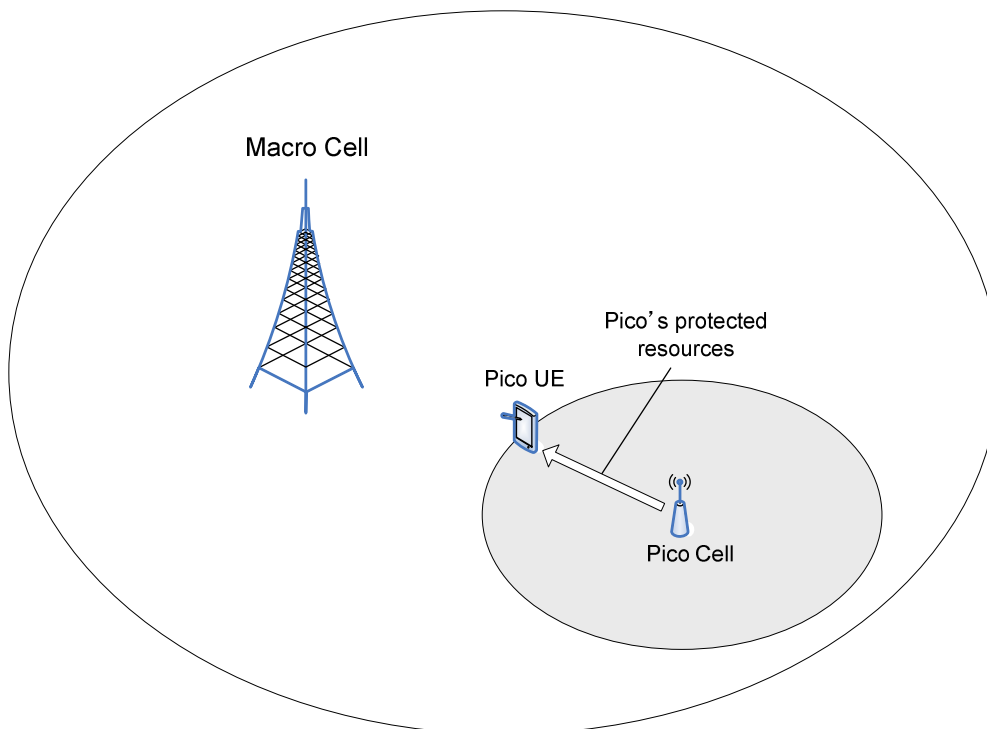 Macro Cell
Pico’s protected
resources
Pico UE
Pico Cell